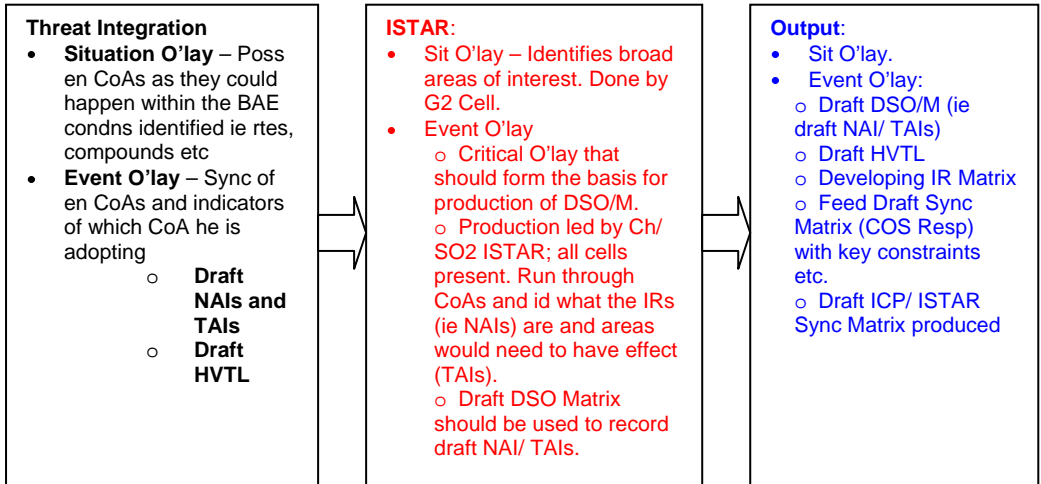 Threat Integration
• Situation O’lay – Poss
en CoAs as they could
happen within the BAE
condns identified ie rtes,
compounds etc
• Event O’lay – Sync of
en CoAs and indicators
of which CoA he is
adopting
o Draft
NAIs and
TAIs
o Draft
HVTL
ISTAR:
• Sit O’lay – Identifies broad
areas of interest. Done by
G2 Cell.
• Event O’lay
o Critical O’lay that
should form the basis for
production of DSO/M.
o Production led by Ch/
SO2 ISTAR; all cells
present. Run through
CoAs and id what the IRs
(ie NAIs) are and areas
would need to have effect
(TAIs).
o Draft DSO Matrix
should be used to record
draft NAI/ TAIs.
Output:
• Sit O’lay.
• Event O’lay:
o Draft DSO/M (ie
draft NAI/ TAIs)
o Draft HVTL
o Developing IR Matrix
o Feed Draft Sync
Matrix (COS Resp)
with key constraints
etc.
o Draft ICP/ ISTAR
Sync Matrix produced